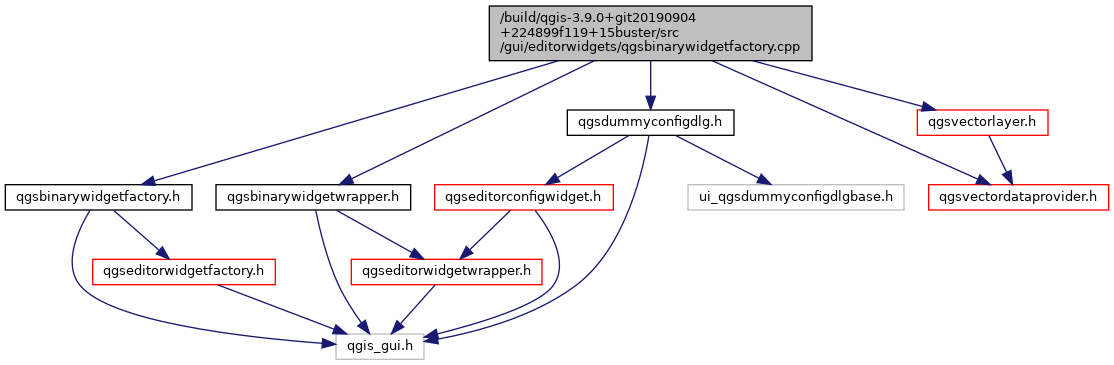 /build/qgis-3.9.0+git20190904
+224899f119+15buster/src
/gui/editorwidgets/qgsbinarywidgetfactory.cpp
qgsdummyconfigdlg.h
qgsvectorlayer.h
qgsbinarywidgetfactory.h
qgsbinarywidgetwrapper.h
qgseditorconfigwidget.h
ui_qgsdummyconfigdlgbase.h
qgsvectordataprovider.h
qgseditorwidgetfactory.h
qgseditorwidgetwrapper.h
qgis_gui.h